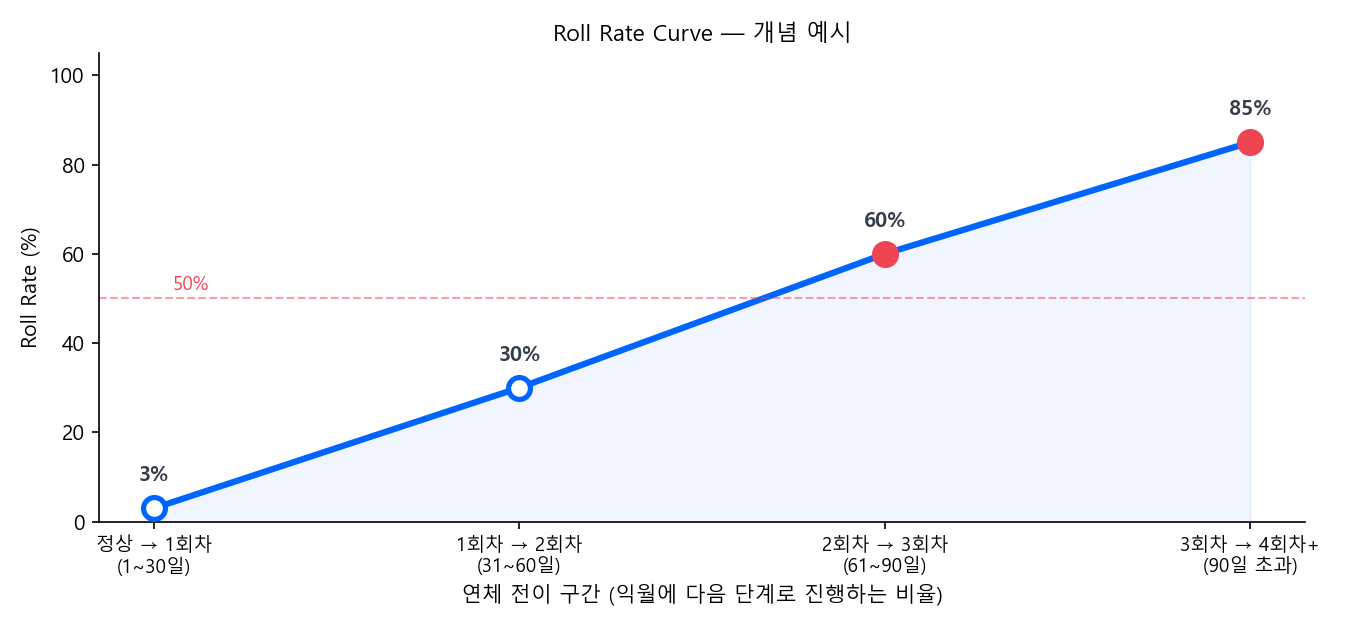 Roll Rate Curve — 개념 예시
Roll Rate (%)
100
80
60
40
20
0
50%
3%
30%
60%
85%
정상 → 1회차
(1~30일)
1회차 → 2회차
(31~60일)
2회차 → 3회차
(61~90일)
3회차 → 4회차+
(90일 초과)
연체 전이 구간 (익월에 다음 단계로 진행하는 비율)